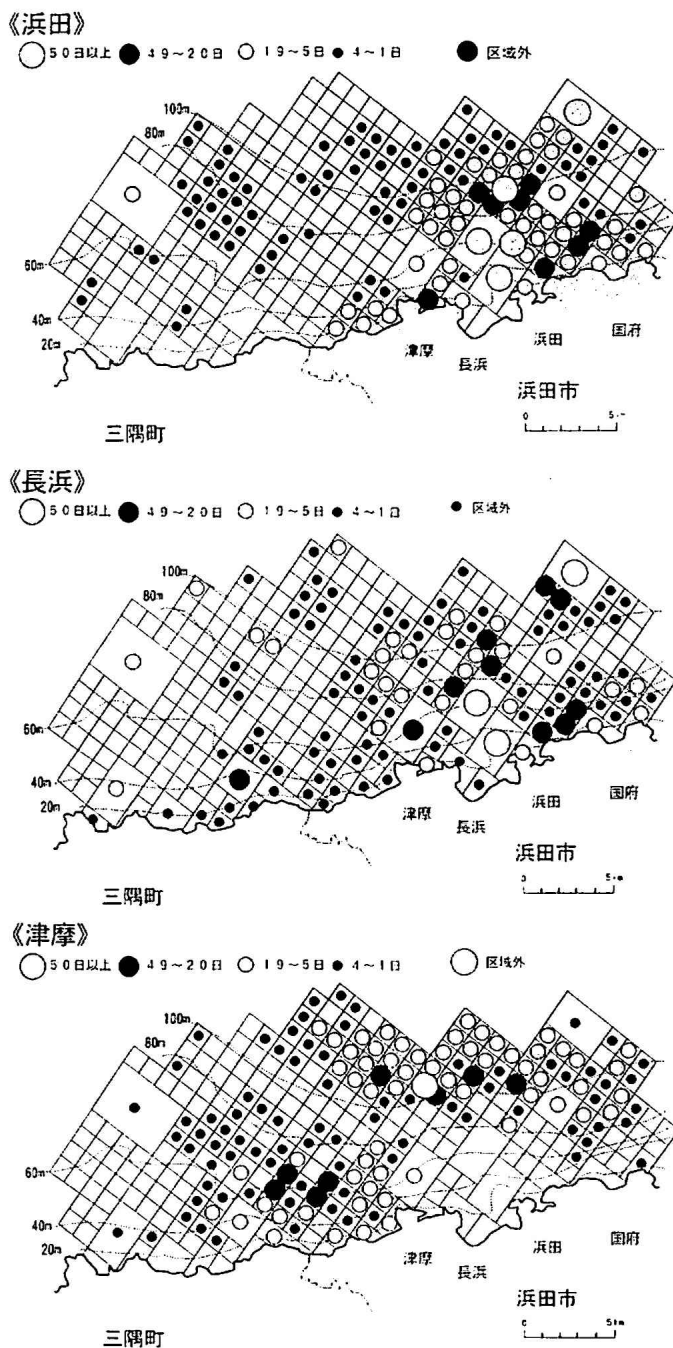 《浜田》
50日以上 49~20日 19~5日 4~1日 区域外
100m
80m
60m
40m
20m
津摩 長浜 浜田 国府
浜田市
0 5km
三隅町
《長浜》
50日以上 49~20日 19~5日 4~1日 区域外
100m
80m
60m
40m
20m
津摩 長浜 浜田 国府
浜田市
0 5km
三隅町
《津摩》
50日以上 49~20日 19~5日 4~1日 区域外
100m
80m
60m
40m
20m
津摩 長浜 浜田 国府
浜田市
0 5km
三隅町